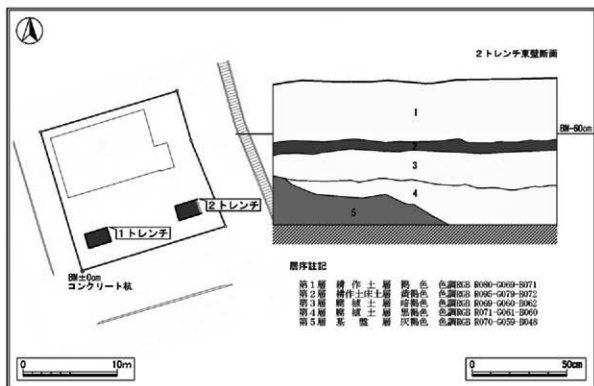 2トレンチ東壁断面
1
BM-60cm
2
3
4
5
1トレンチ
2トレンチ
BM±0cm
コンクリート杭
層序註記
第1層 耕作土層 褐色 色調RGB R080-G069-B071
第2層 耕作土床土層 黄褐色 色調RGB R095-G079-B072
第3層 腐植土層 暗褐色 色調RGB R069-G060-B062
第4層 腐植土層 黒褐色 色調RGB R071-G061-B060
第5層 基盤層 灰褐色 色調RGB R070-G059-B048
0 10m
0 50cm